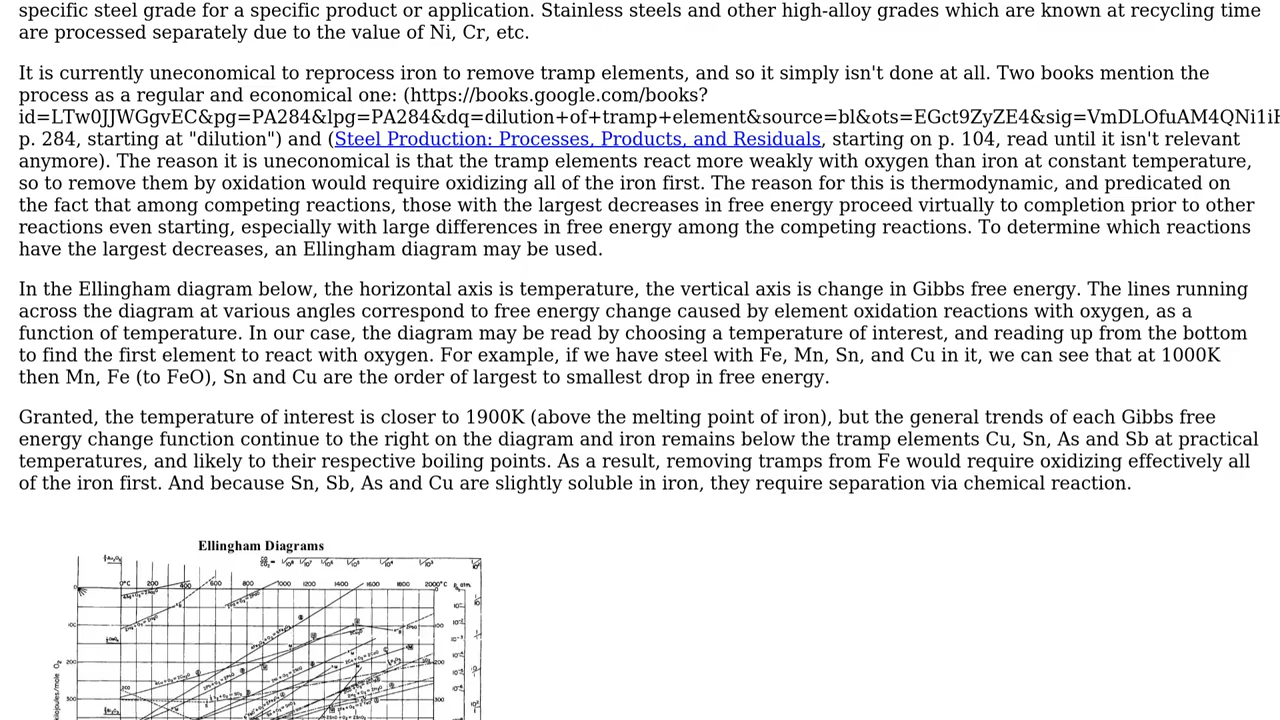 specific steel grade for a specific product or application. Stainless steels and other high-alloy grades which are known at recycling time
are processed separately due to the value of Ni, Cr, etc.
It is currently uneconomical to reprocess iron to remove tramp elements, and so it simply isn't done at all. Two books mention the
process as a regular and economical one: (https://books.google.com/books?
id=LTw0JJWGgvEC&pg=PA284&lpg=PA284&dq=dilution+of+tramp+element&source=bl&ots=EGct9ZyZE4&sig=VmDLOfuAM4QNi1iE
p. 284, starting at "dilution") and (Steel Production: Processes, Products, and Residuals, starting on p. 104, read until it isn't relevant
anymore). The reason it is uneconomical is that the tramp elements react more weakly with oxygen than iron at constant temperature,
so to remove them by oxidation would require oxidizing all of the iron first. The reason for this is thermodynamic, and predicated on
the fact that among competing reactions, those with the largest decreases in free energy proceed virtually to completion prior to other
reactions even starting, especially with large differences in free energy among the competing reactions. To determine which reactions
have the largest decreases, an Ellingham diagram may be used.
In the Ellingham diagram below, the horizontal axis is temperature, the vertical axis is change in Gibbs free energy. The lines running
across the diagram at various angles correspond to free energy change caused by element oxidation reactions with oxygen, as a
function of temperature. In our case, the diagram may be read by choosing a temperature of interest, and reading up from the bottom
to find the first element to react with oxygen. For example, if we have steel with Fe, Mn, Sn, and Cu in it, we can see that at 1000K
then Mn, Fe (to FeO), Sn and Cu are the order of largest to smallest drop in free energy.
Granted, the temperature of interest is closer to 1900K (above the melting point of iron), but the general trends of each Gibbs free
energy change function continue to the right on the diagram and iron remains below the tramp elements Cu, Sn, As and Sb at practical
temperatures, and likely to their respective boiling points. As a result, removing tramps from Fe would require oxidizing effectively all
of the iron first. And because Sn, Sb, As and Cu are slightly soluble in iron, they require separation via chemical reaction.
Ellingham Diagrams
0°C 200 400 600 800 1000 1200 1400 1600 1800 2000°C
0
100
200
300